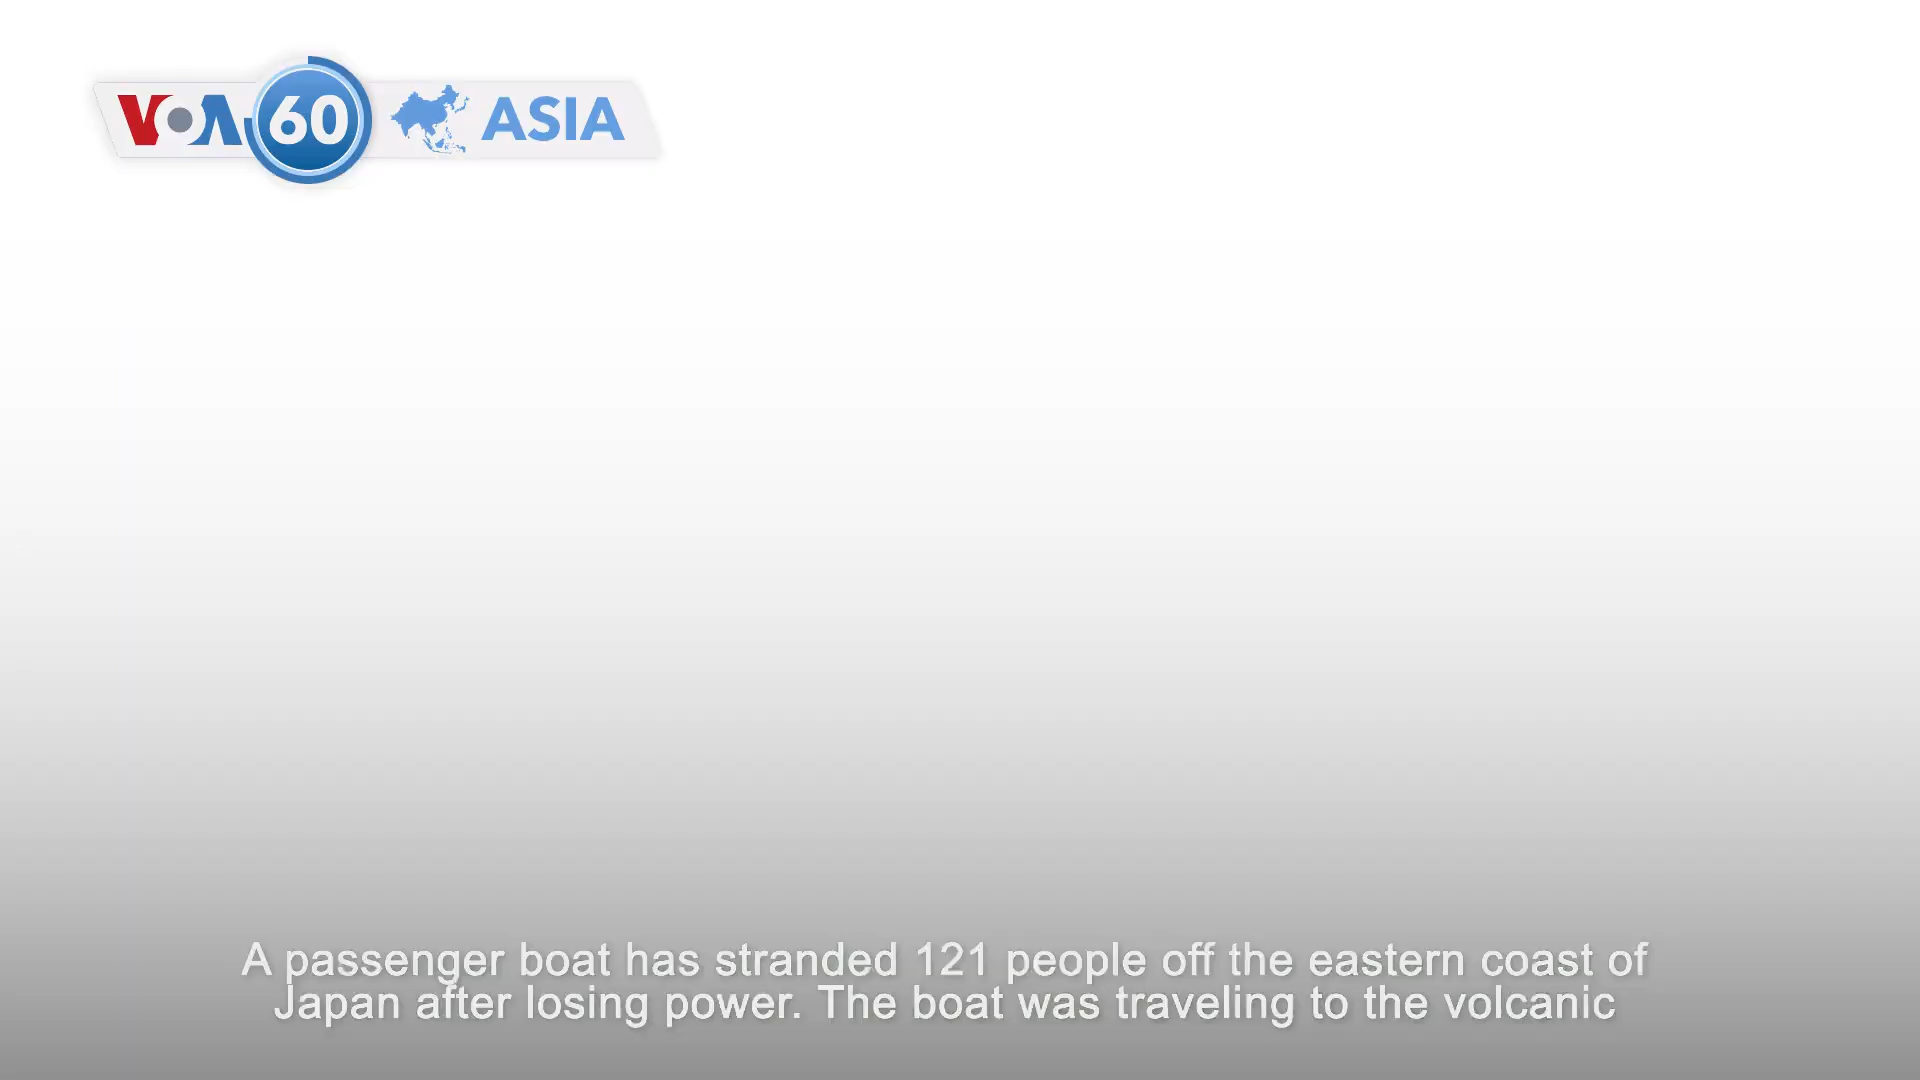 VOA 60 ASIA
A passenger boat has stranded 121 people off the eastern coast of
Japan after losing power. The boat was traveling to the volcanic